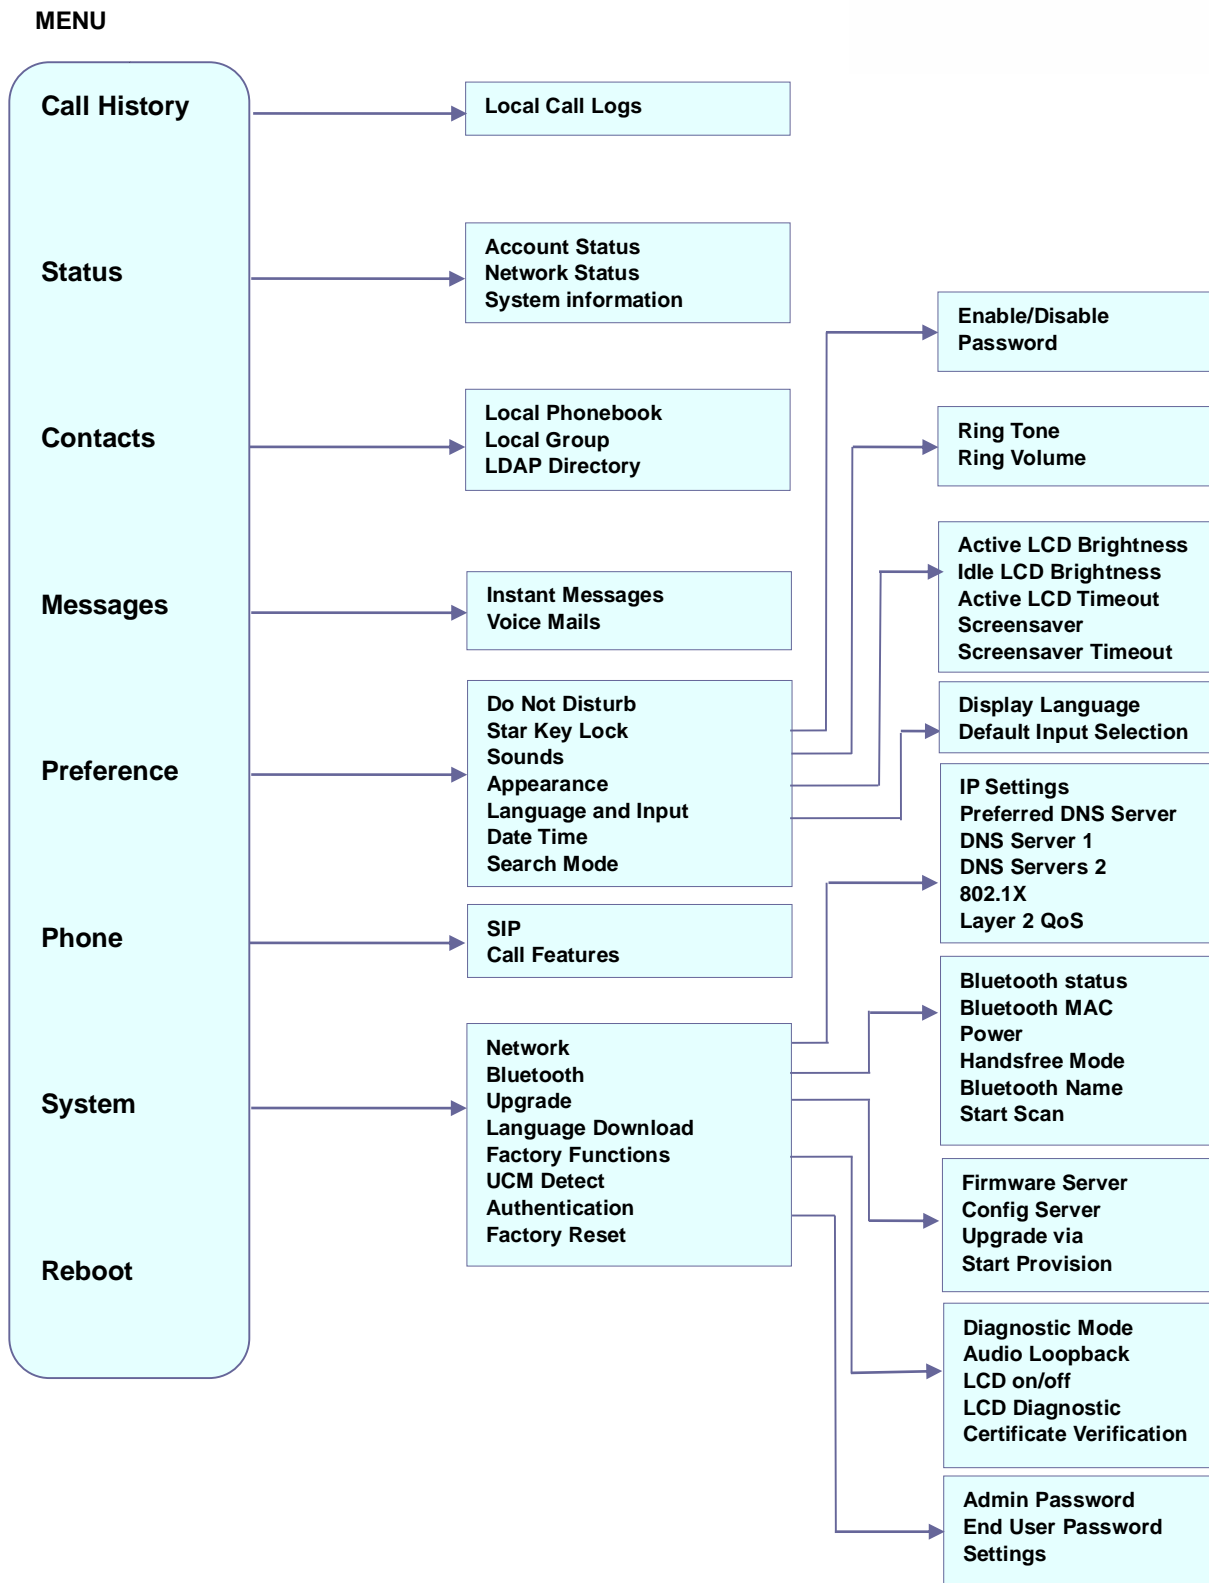 MENU
Call History
Local Call Logs
Status
Account Status
Network Status
System information
Contacts
Local Phonebook
Local Group
LDAP Directory
Messages
Instant Messages
Voice Mails
Preference
Do Not Disturb
Star Key Lock
Sounds
Appearance
Language and Input
Date Time
Search Mode
Enable/Disable
Password
Ring Tone
Ring Volume
Active LCD Brightness
Idle LCD Brightness
Active LCD Timeout
Screensaver
Screensaver Timeout
Display Language
Default Input Selection
Phone
SIP
Call Features
System
Network
Bluetooth
Upgrade
Language Download
Factory Functions
UCM Detect
Authentication
Factory Reset
IP Settings
Preferred DNS Server
DNS Server 1
DNS Servers 2
802.1X
Layer 2 QoS
Bluetooth status
Bluetooth MAC
Power
Handsfree Mode
Bluetooth Name
Start Scan
Firmware Server
Config Server
Upgrade via
Start Provision
Diagnostic Mode
Audio Loopback
LCD on/off
LCD Diagnostic
Certificate Verification
Admin Password
End User Password
Settings
Reboot